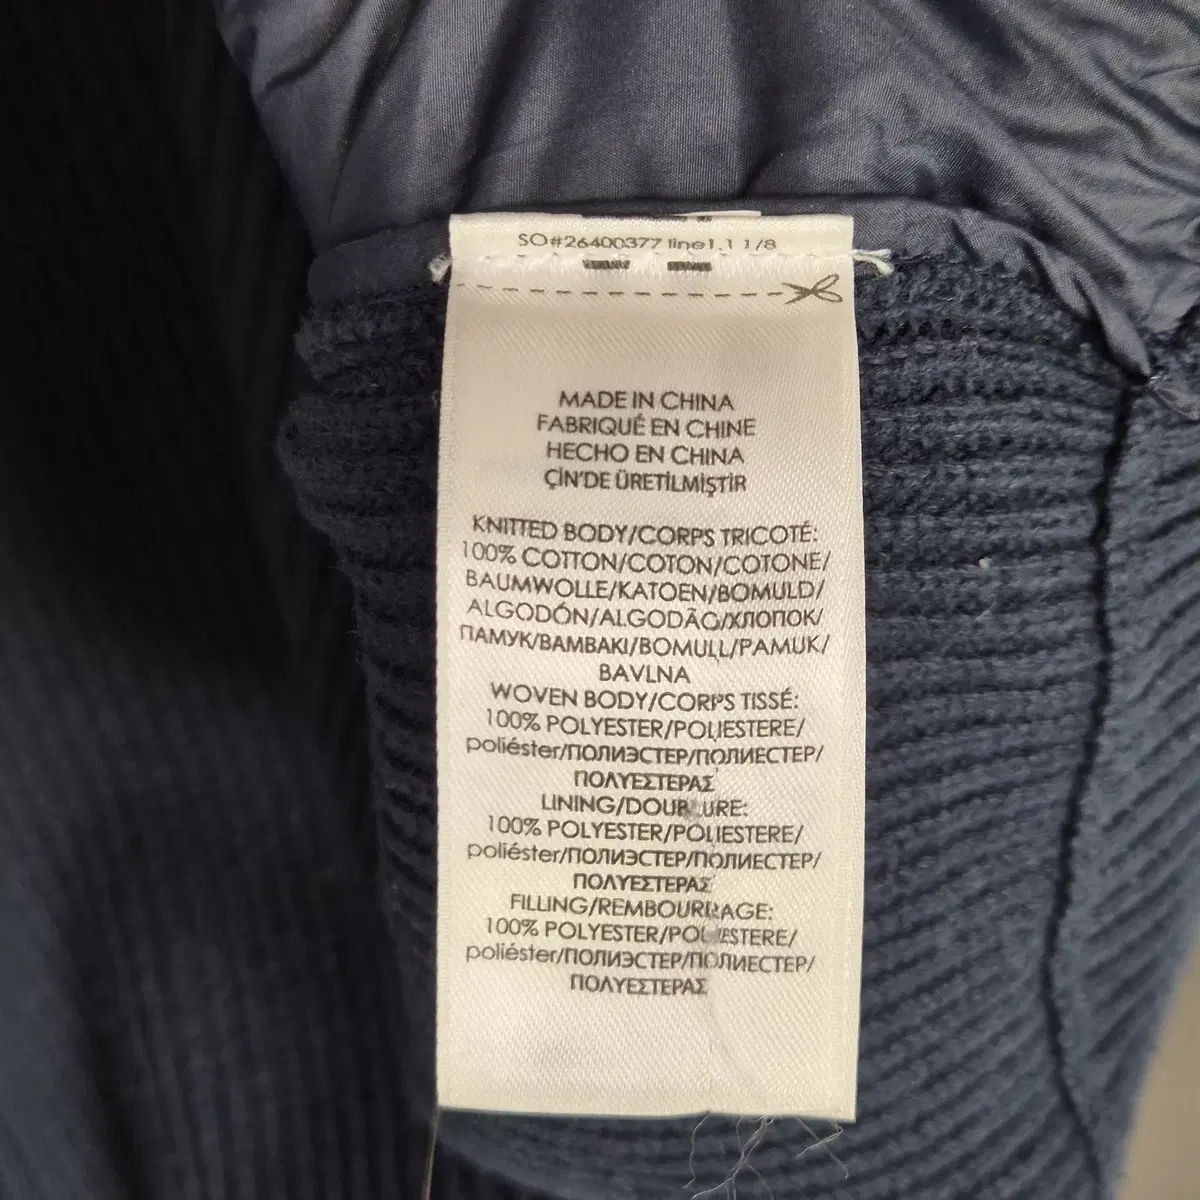 SO#26400377 line1.1 1/8
MADE IN CHINA
FABRIQUÉ EN CHINE
HECHO EN CHINA
ÇİN'DE ÜRETİLMİŞTİR
KNITTED BODY/CORPS TRICOTÉ:
100% COTTON/COTON/COTONE/
BAUMWOLLE/KATOEN/BOMULD/
ALGODÓN/ALGODÃO/ХЛОПОК/
ПАМУК/ΒΑΜΒΑΚΙ/BOMULL/PAMUK/
BAVLNA
WOVEN BODY/CORPS TISSÉ:
100% POLYESTER/POLIESTERE/
poliéster/ПОЛИЭСТЕР/ПОЛИЕСТЕР/
ΠΟΛΥΕΣΤΕΡΑΣ
LINING/DOUBLURE:
100% POLYESTER/POLIESTERE/
poliéster/ПОЛИЭСТЕР/ПОЛИЕСТЕР/
ΠΟΛΥΕΣΤΕΡΑΣ
FILLING/REMBOURRAGE:
100% POLYESTER/POLIESTERE/
poliéster/ПОЛИЭСТЕР/ПОЛИЕСТЕР/
ΠΟΛΥΕΣΤΕΡΑΣ